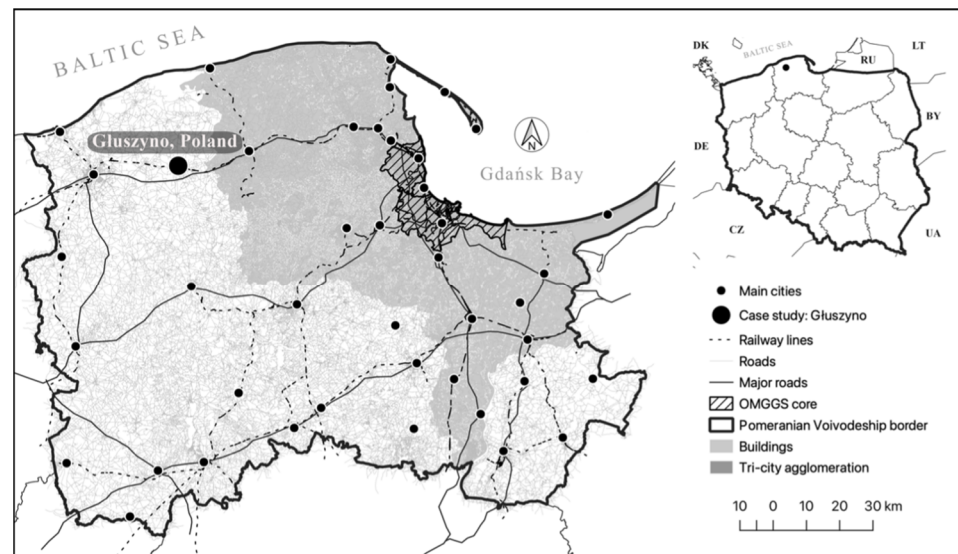 BALTIC SEA
Głuszyno, Poland
N
Gdańsk Bay
DK
BALTIC SEA
LT
RU
BY
DE
CZ
UA
Main cities
Case study: Głuszyno
Railway lines
Roads
Major roads
OMGGS core
Pomeranian Voivodeship border
Buildings
Tri-city agglomeration
10 0 10 20 30 km